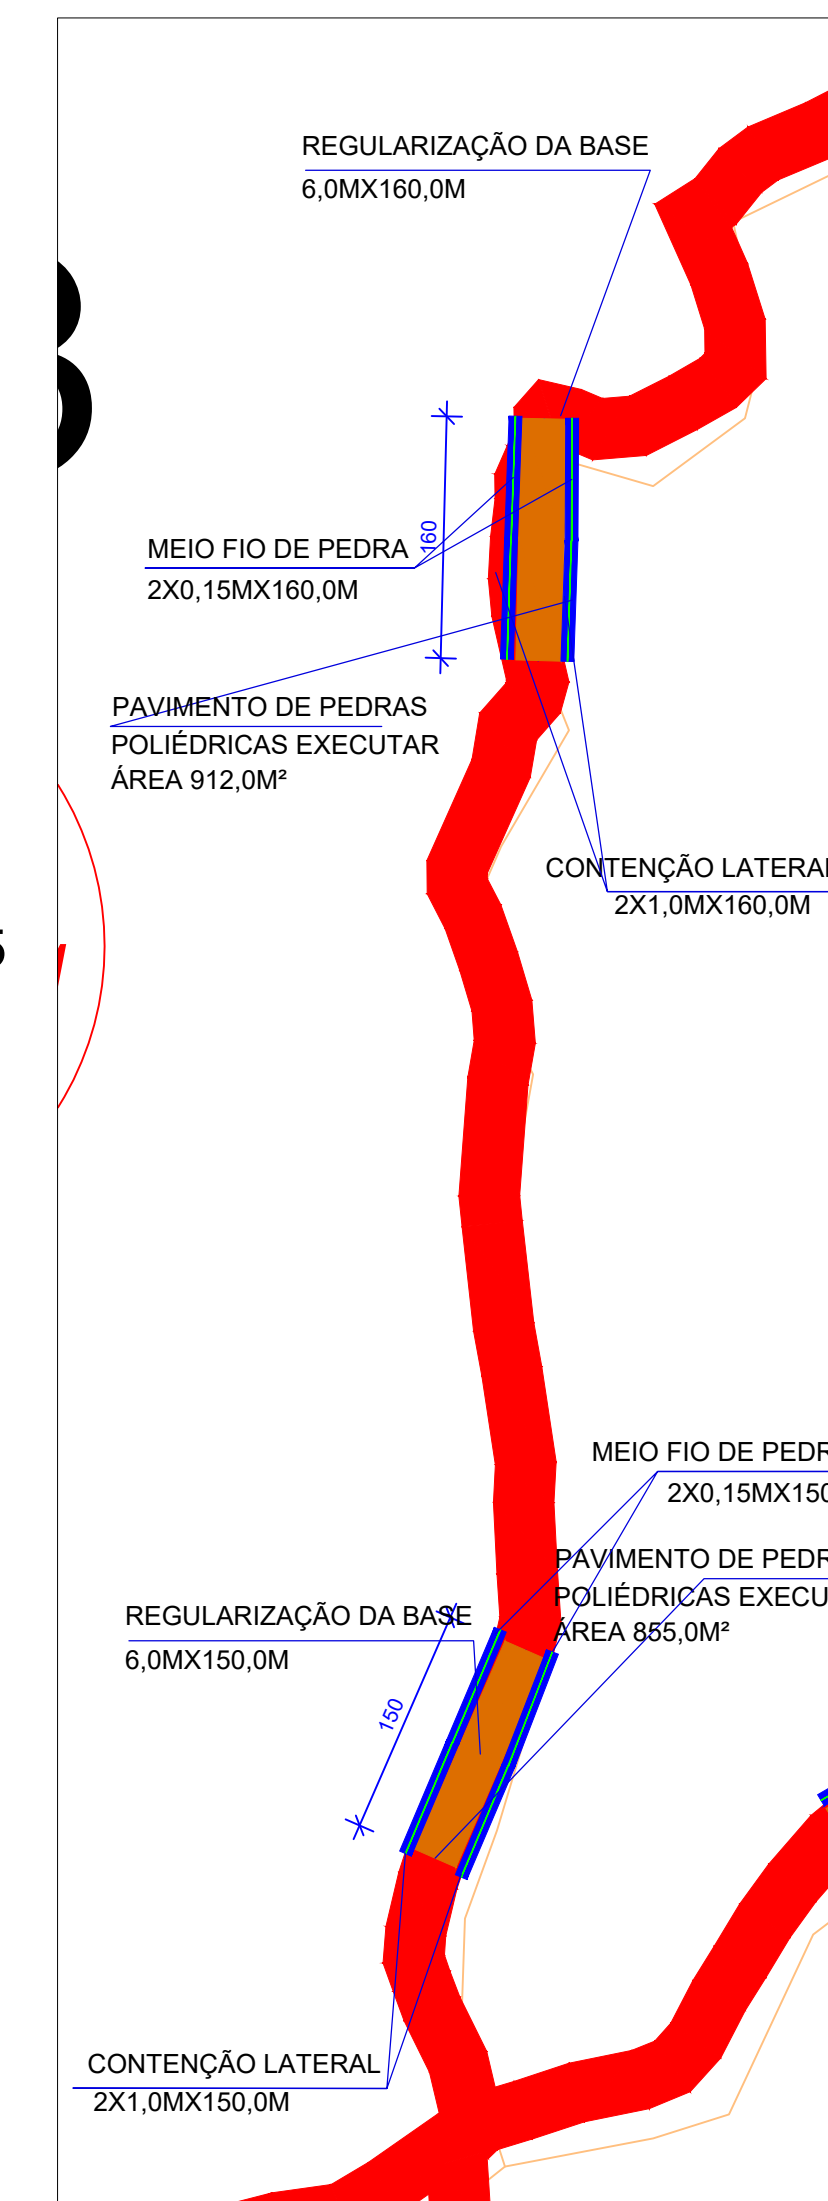 REGULARIZAÇÃO DA BASE
6,0MX160,0M
160
MEIO FIO DE PEDRA
2X0,15MX160,0M
PAVIMENTO DE PEDRAS
POLIÉDRICAS EXECUTAR
ÁREA 912,0M²
CONTENÇÃO LATERAL
2X1,0MX160,0M
MEIO FIO DE PEDR
2X0,15MX150
PAVIMENTO DE PEDR
POLIÉDRICAS EXECU
ÁREA 855,0M²
REGULARIZAÇÃO DA BASE
6,0MX150,0M
150
CONTENÇÃO LATERAL
2X1,0MX150,0M